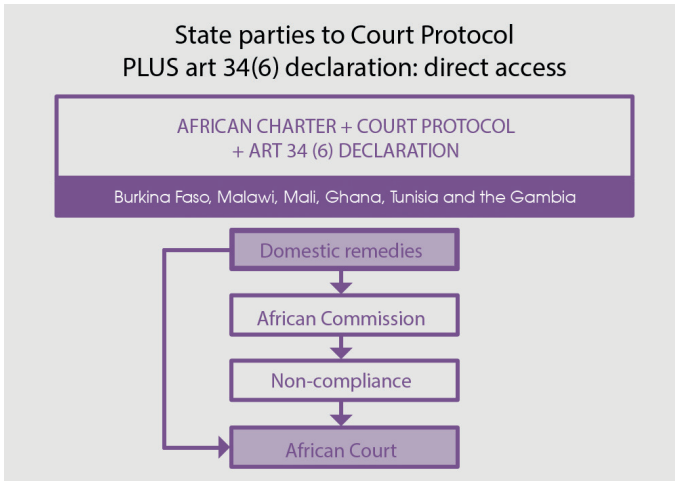 State parties to Court Protocol
PLUS art 34(6) declaration: direct access
AFRICAN CHARTER + COURT PROTOCOL
+ ART 34 (6) DECLARATION
Burkina Faso, Malawi, Mali, Ghana, Tunisia and the Gambia
Domestic remedies
African Commission
Non-compliance
African Court